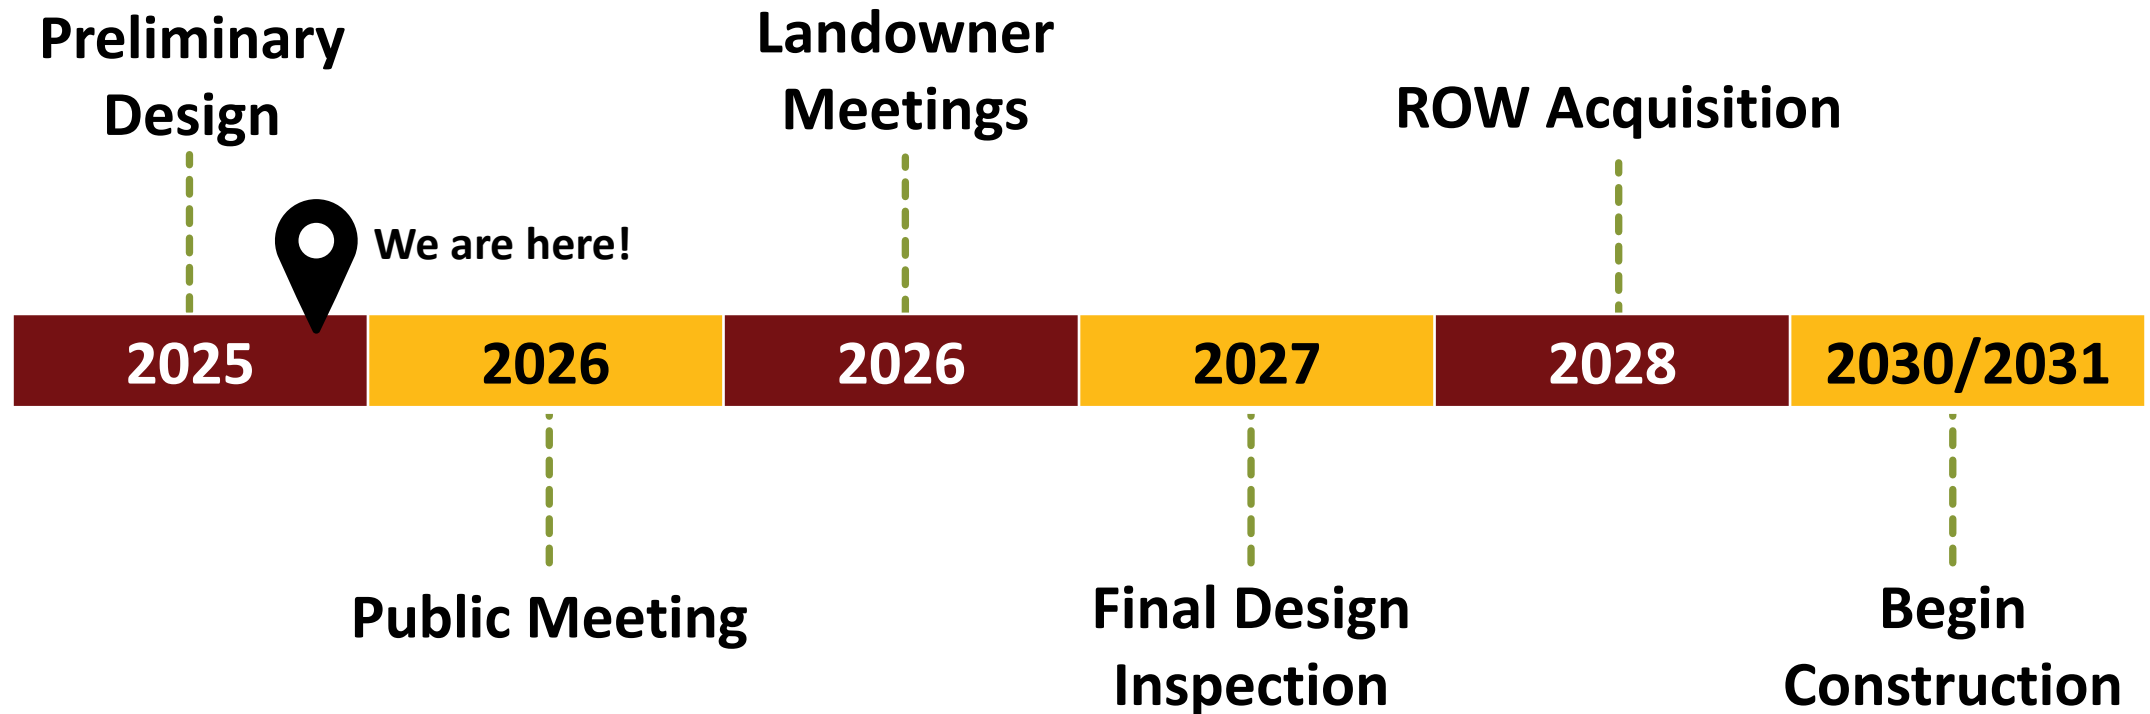 Preliminary
Design
Landowner
Meetings
ROW Acquisition
We are here!
2025
2026
2026
2027
2028
2030/2031
Public Meeting
Final Design
Inspection
Begin
Construction